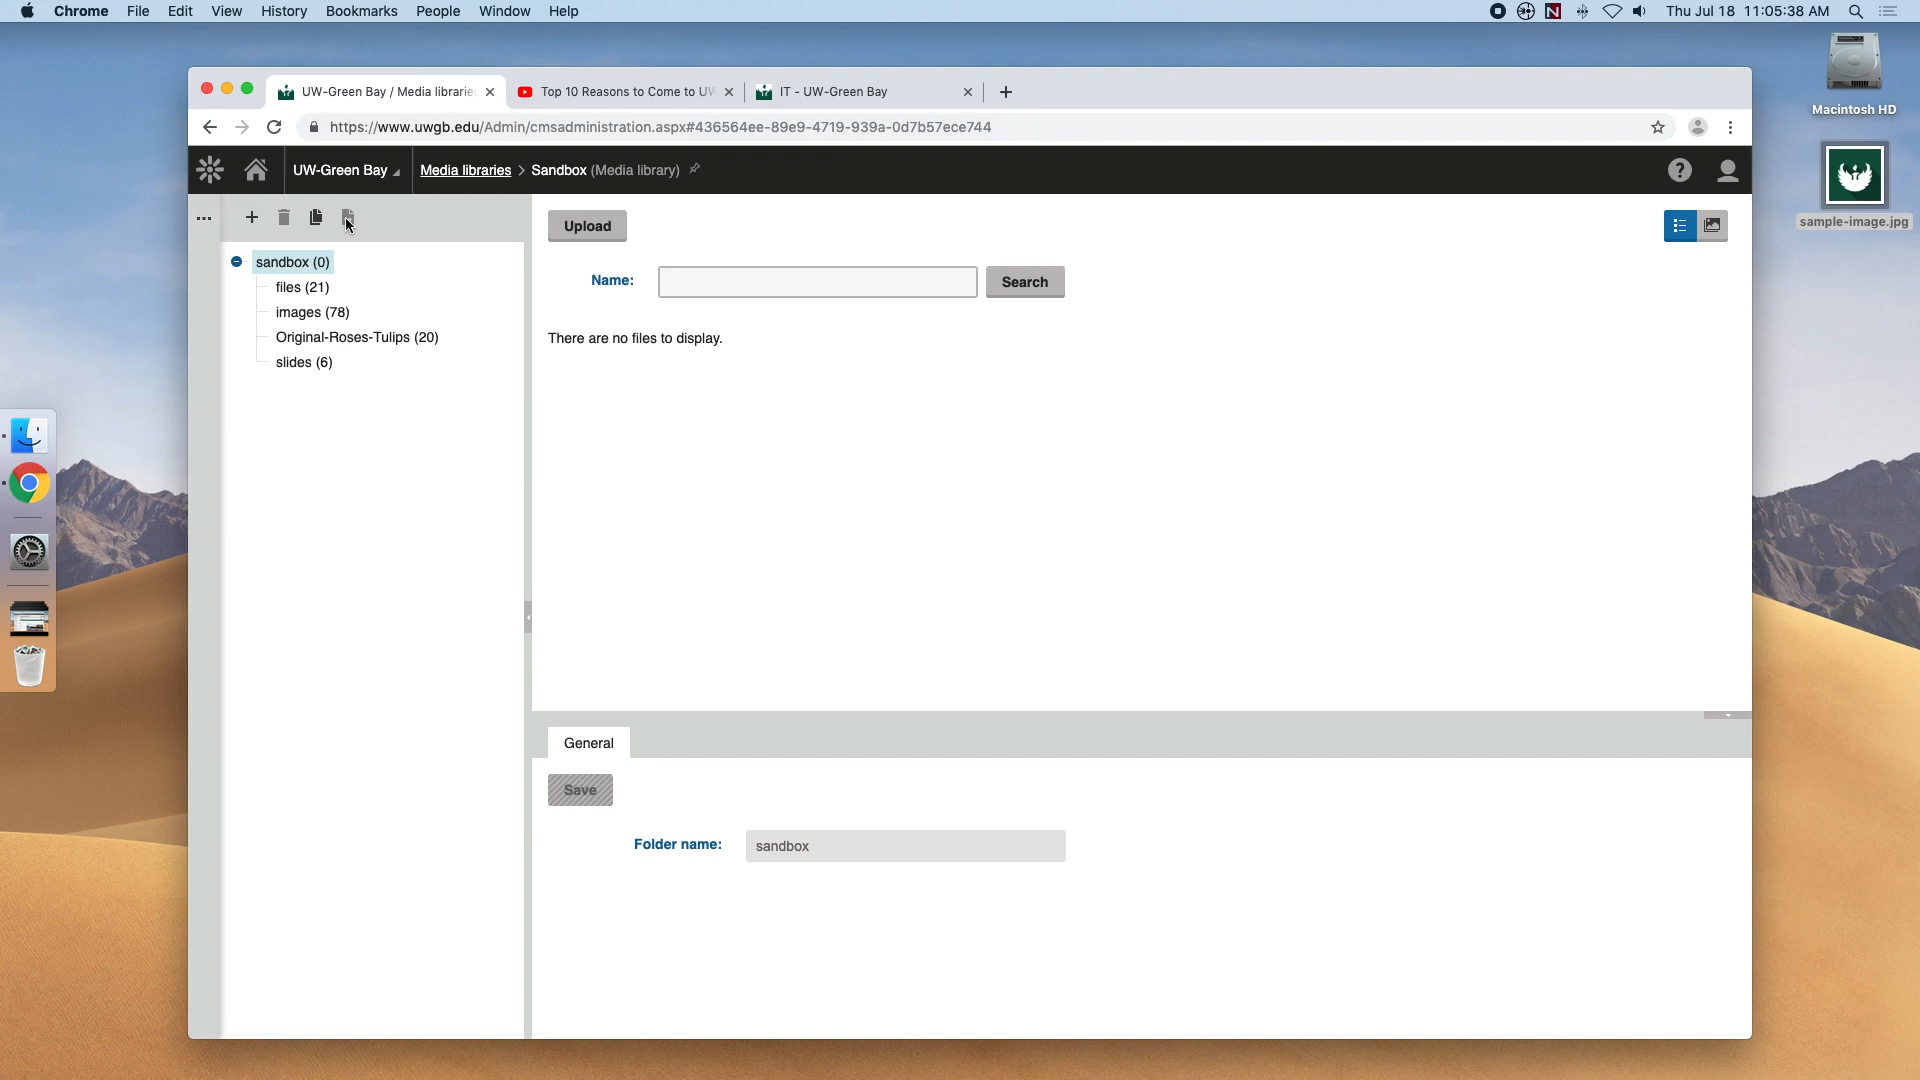 Chrome File Edit View History Bookmarks People Window Help
Thu Jul 18 11:05:38 AM
Macintosh HD
sample-image.jpg
UW-Green Bay / Media librarie
Top 10 Reasons to Come to UW
IT - UW-Green Bay
https://www.uwgb.edu/Admin/cmsadministration.aspx#436564ee-89e9-4719-939a-0d7b57ece744
UW-Green Bay
Media libraries > Sandbox (Media library)
sandbox (0)
files (21)
images (78)
Original-Roses-Tulips (20)
slides (6)
Upload
Name:
Search
There are no files to display.
General
Save
Folder name:
sandbox